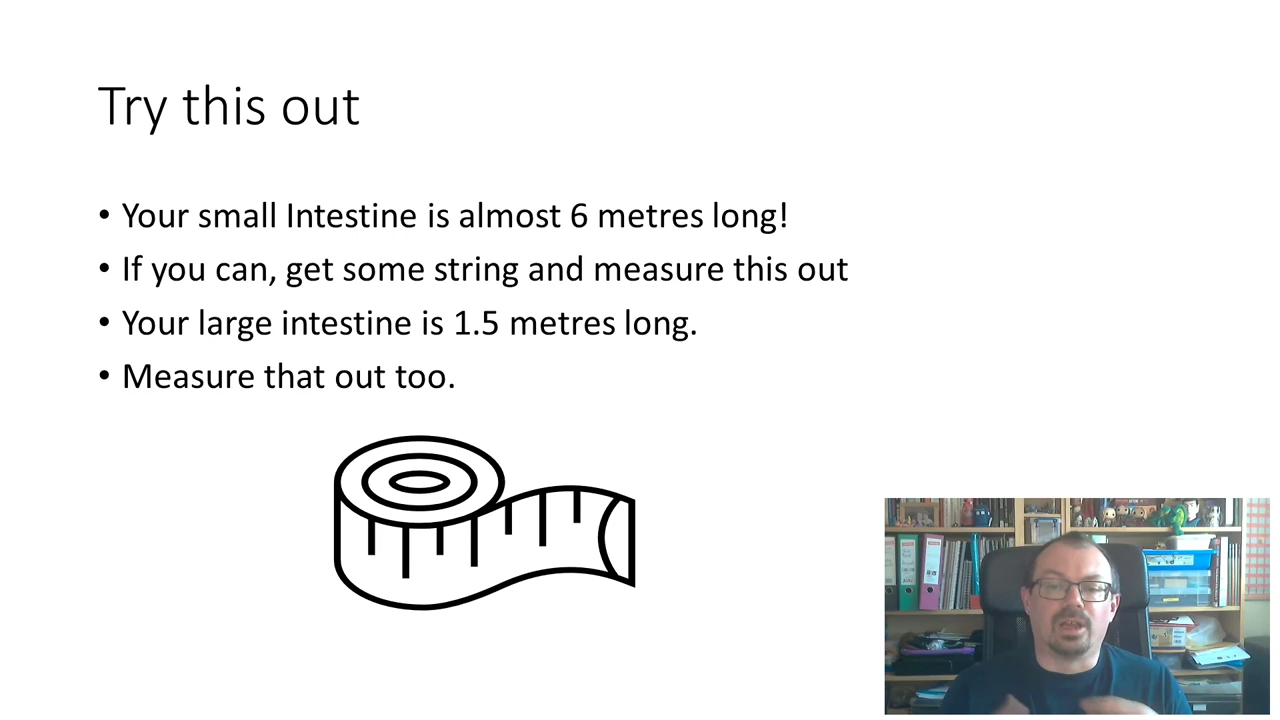 Try this out
• Your small Intestine is almost 6 metres long!
• If you can, get some string and measure this out
• Your large intestine is 1.5 metres long.
• Measure that out too.